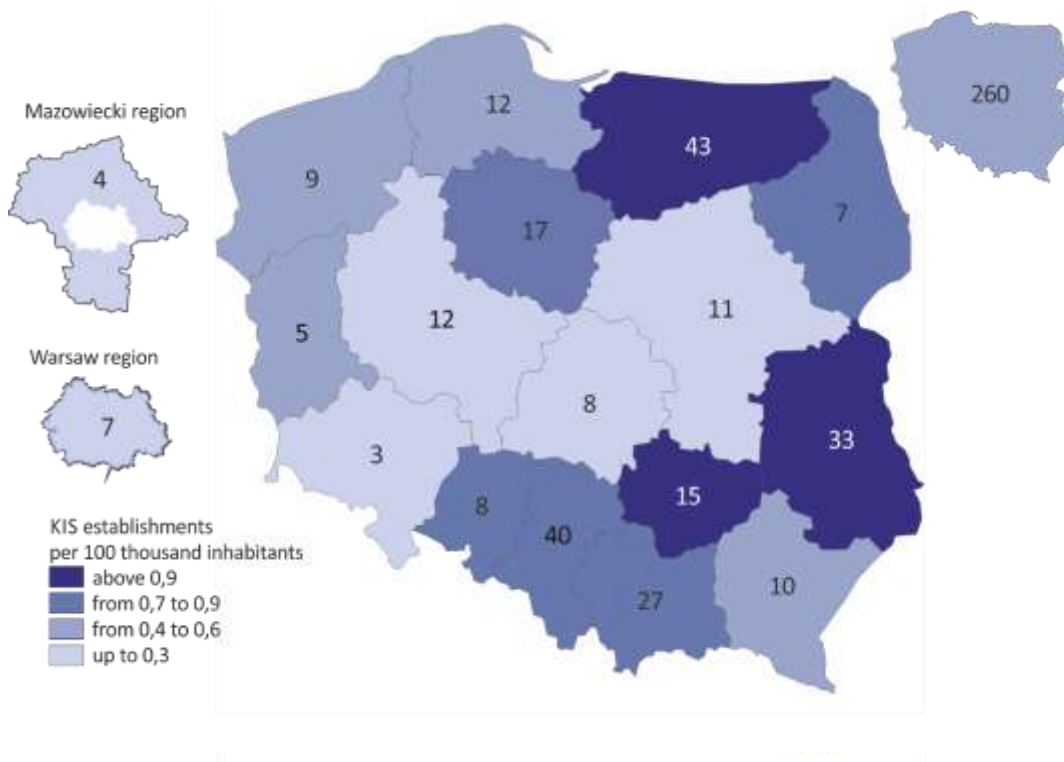 Mazowiecki region
4
Warsaw region
7
KIS establishments
per 100 thousand inhabitants
above 0,9
from 0,7 to 0,9
from 0,4 to 0,6
up to 0,3
260
12
43
9
17
7
5
12
11
8
33
3
15
8
40
27
10